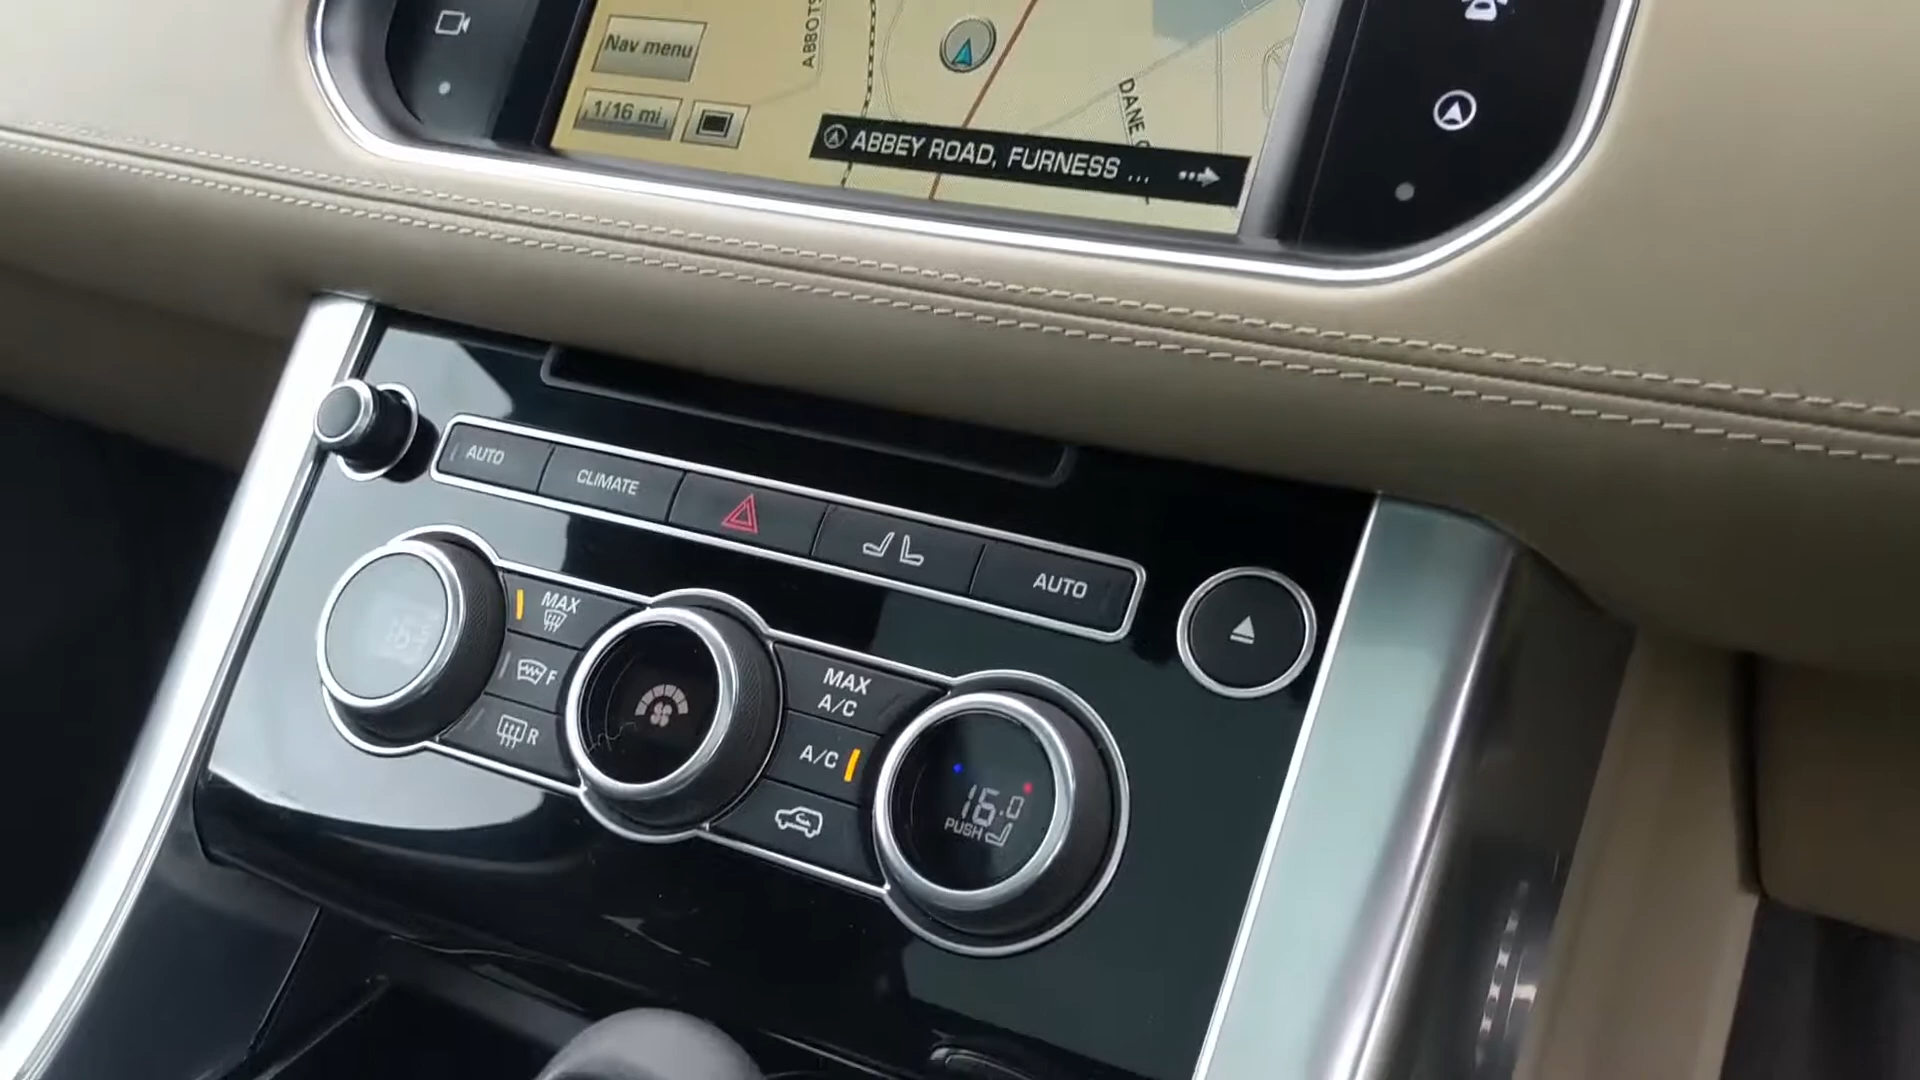 Nav menu
1/16 mi
ABBOTS
DANE
ABBEY ROAD, FURNESS ...
AUTO
CLIMATE
AUTO
MAX
F
R
MAX
A/C
A/C
16.0
PUSH